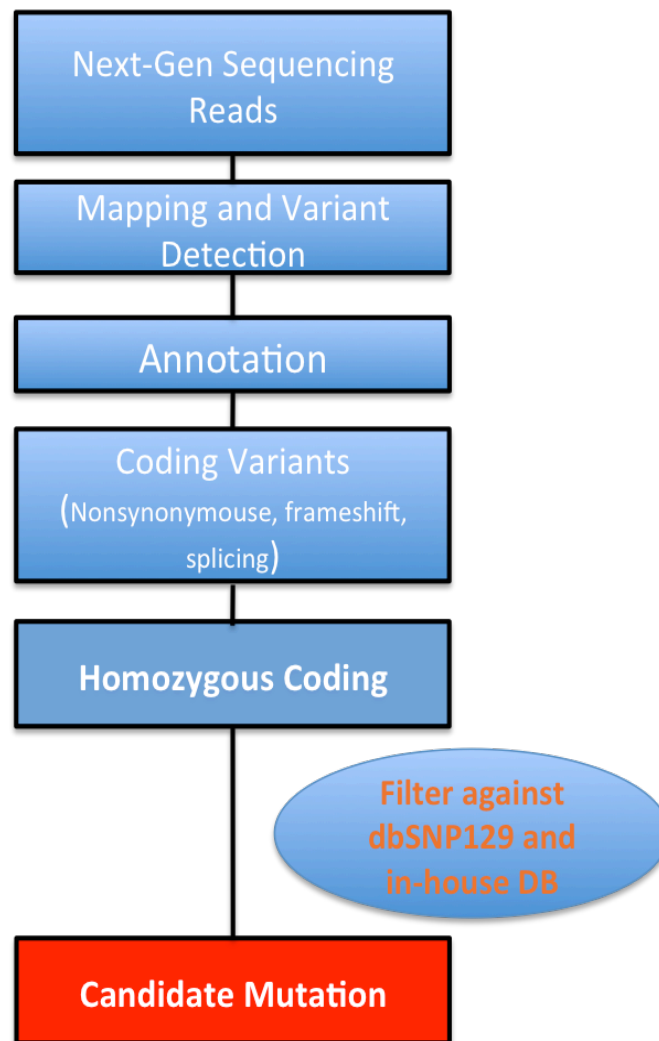 Next-Gen Sequencing
Reads
Mapping and Variant
Detection
Annotation
Coding Variants
(Nonsynonymouse, frameshift,
splicing)
Homozygous Coding
Filter against
dbSNP129 and
in-house DB
Candidate Mutation